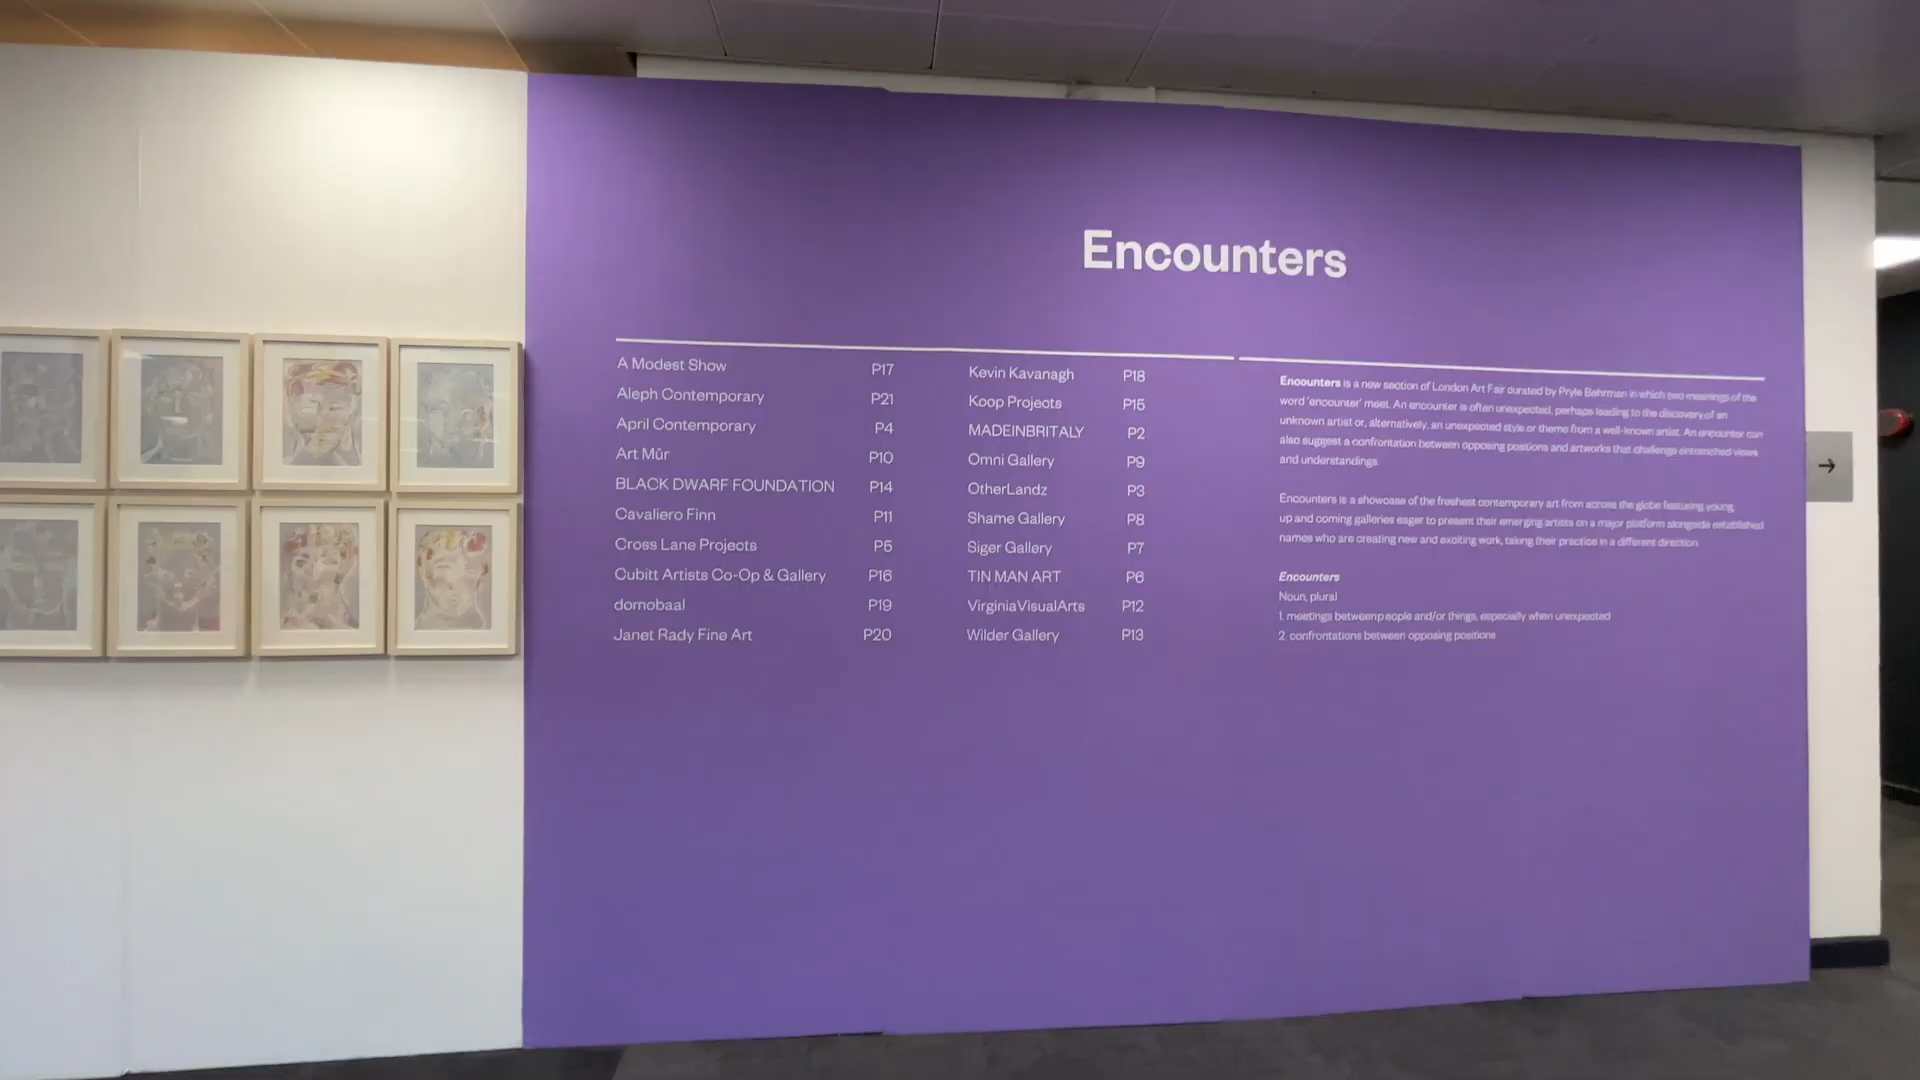 Encounters
A Modest Show P17
Aleph Contemporary P21
April Contemporary P4
Art Mûr P10
BLACK DWARF FOUNDATION P14
Cavaliero Finn P11
Cross Lane Projects P5
Cubitt Artists Co-Op & Gallery P16
domobaal P19
Janet Rady Fine Art P20
Kevin Kavanagh P18
Koop Projects P15
MADEINBRITALY P2
Omni Gallery P9
OtherLandz P3
Shame Gallery P8
Siger Gallery P7
TIN MAN ART P6
VirginiaVisualArts P12
Wilder Gallery P13
Encounters is a new section of London Art Fair curated by Pryle Behrman in which two meanings of the
word 'encounter' meet. An encounter is often unexpected, perhaps leading to the discovery of an
unknown artist or, alternatively, an unexpected style or theme from a well-known artist. An encounter can
also suggest a confrontation between opposing positions and artworks that challenge entrenched views
and understandings.
Encounters is a showcase of the freshest contemporary art from across the globe featuring young,
up and coming galleries eager to present their emerging artists on a major platform alongside established
names who are creating new and exciting work, taking their practice in a different direction
Encounters
Noun, plural
1. meetings between people and/or things, especially when unexpected
2. confrontations between opposing positions
→